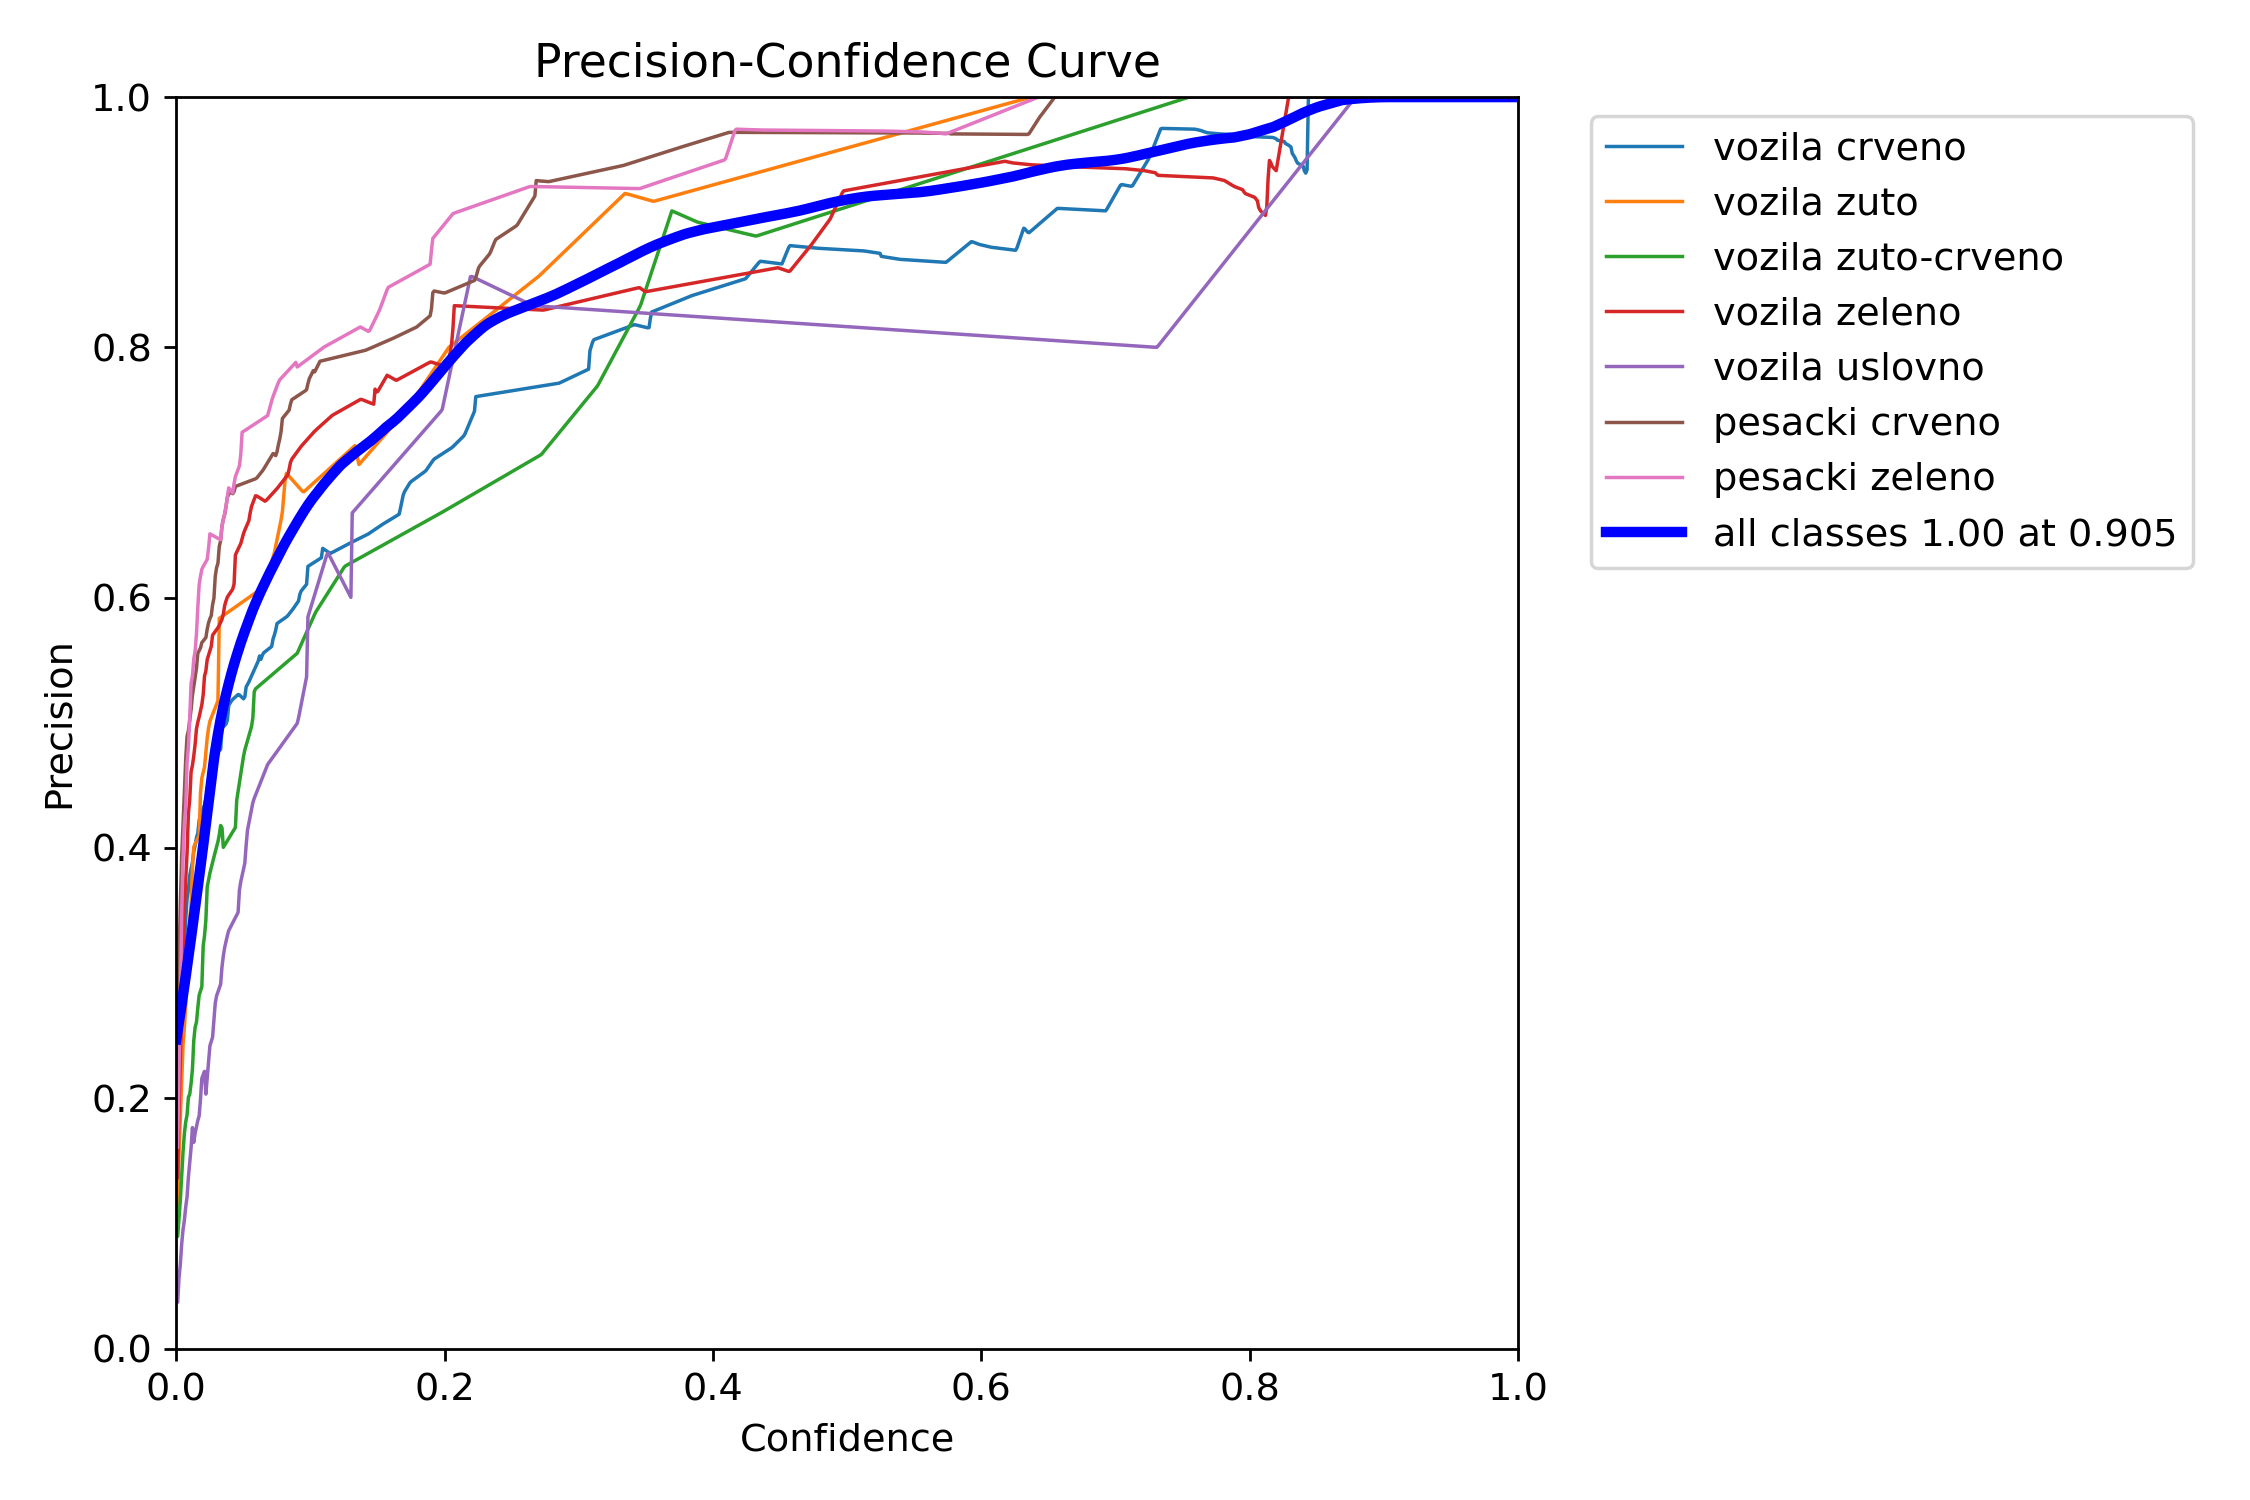 Precision-Confidence Curve
1.0
0.8
0.6
0.4
0.2
0.0
Precision
0.0 0.2 0.4 0.6 0.8 1.0
Confidence
vozila crveno
vozila zuto
vozila zuto-crveno
vozila zeleno
vozila uslovno
pesacki crveno
pesacki zeleno
all classes 1.00 at 0.905